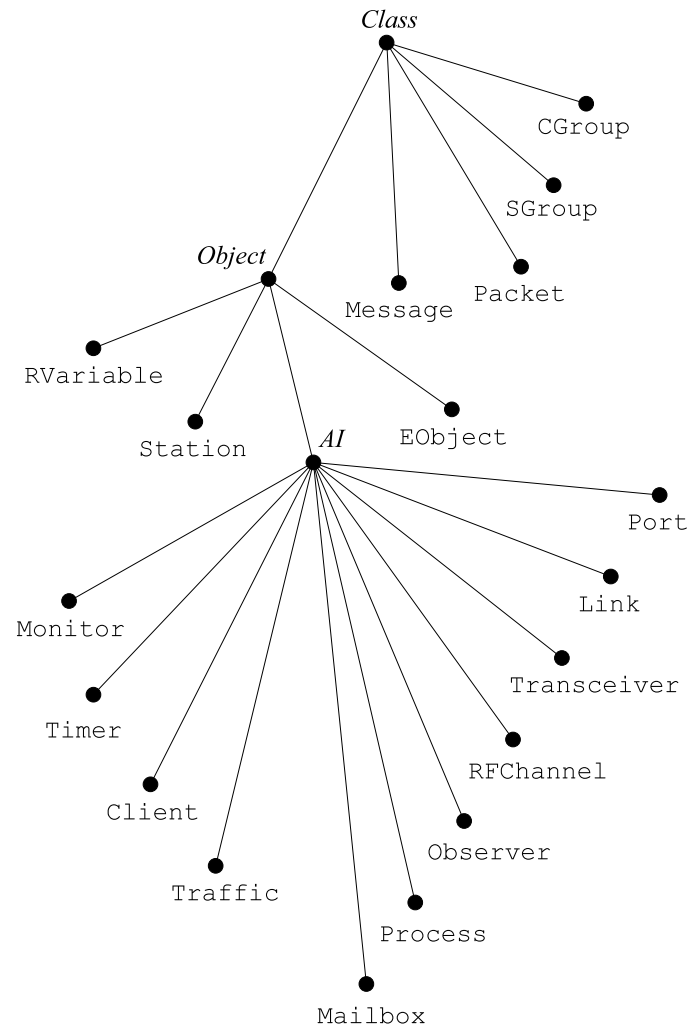 Class
CGroup
SGroup
Object
Packet
Message
RVariable
EObject
Station
AI
Port
Link
Monitor
Transceiver
Timer
RFChannel
Client
Observer
Traffic
Process
Mailbox